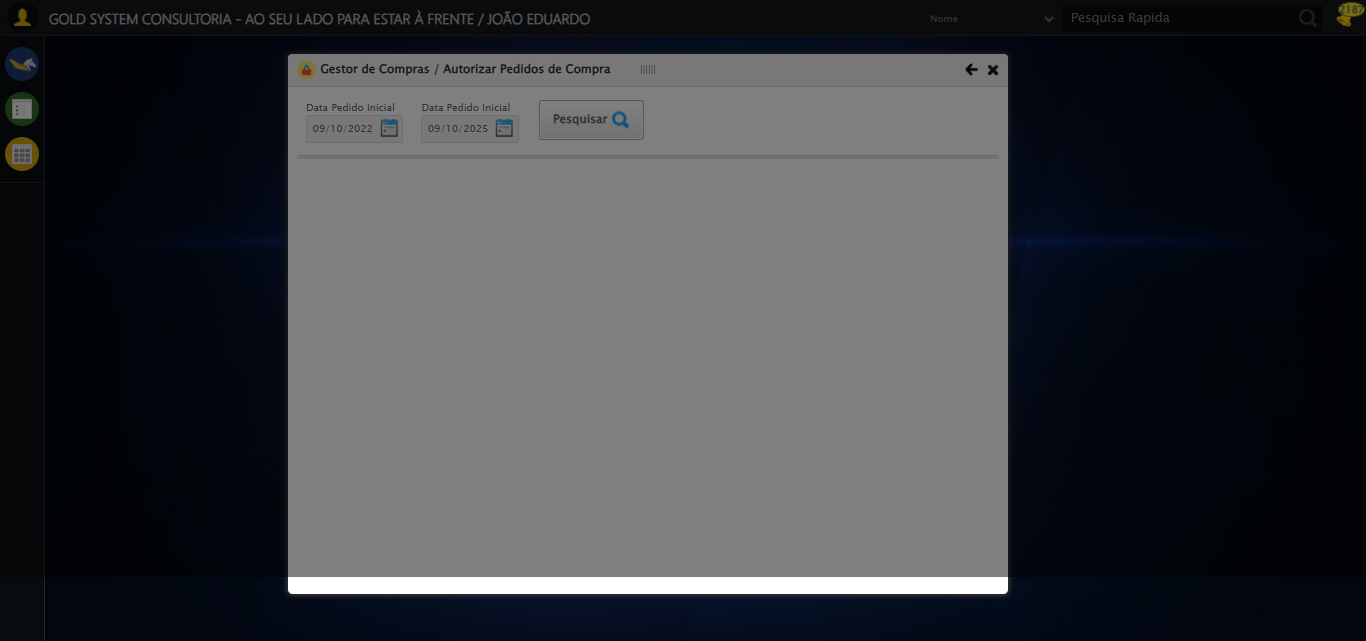 GOLD SYSTEM CONSULTORIA - AO SEU LADO PARA ESTAR À FRENTE / JOÃO EDUARDO
Nome
Pesquisa Rapida
2187
Gestor de Compras / Autorizar Pedidos de Compra
Data Pedido Inicial
Data Pedido Inicial
09/10/2022
09/10/2025
Pesquisar